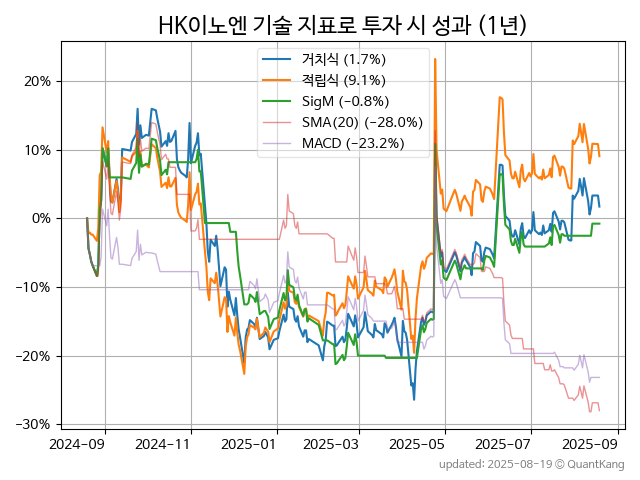 HK이노엔 기술 지표로 투자 시 성과 (1년)
거치식 (1.7%)
적립식 (9.1%)
SigM (−0.8%)
SMA(20) (−28.0%)
MACD (−23.2%)
20%
10%
0%
−10%
−20%
−30%
2024-09 2024-11 2025-01 2025-03 2025-05 2025-07 2025-09
updated: 2025-08-19 © QuantKang